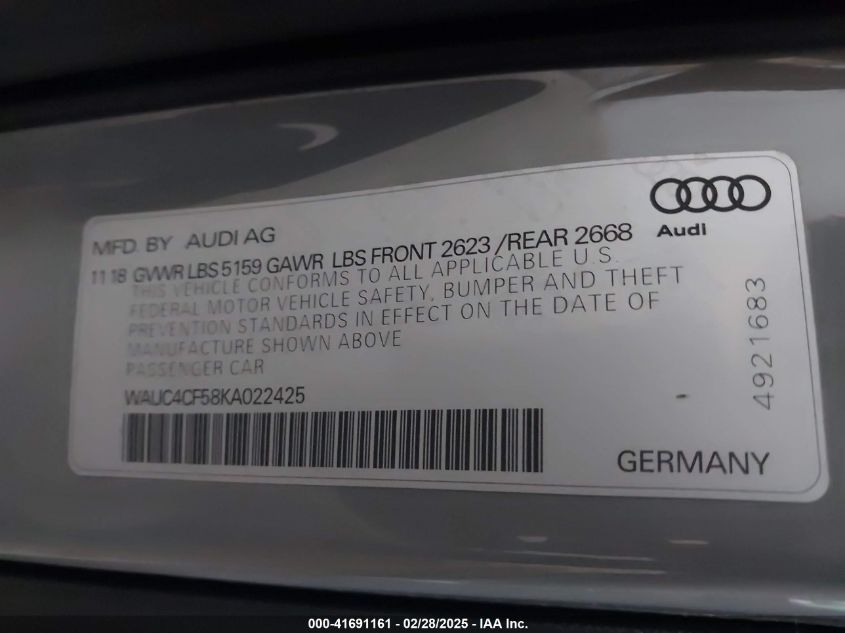 MFD. BY AUDI AG
11 18 GVWR LBS 5159 GAWR LBS FRONT 2623 /REAR 2668
THIS VEHICLE CONFORMS TO ALL APPLICABLE U.S.
FEDERAL MOTOR VEHICLE SAFETY, BUMPER AND THEFT
PREVENTION STANDARDS IN EFFECT ON THE DATE OF
MANUFACTURE SHOWN ABOVE
PASSENGER CAR
WAUC4CF58KA022425
Audi
4921683
GERMANY
000-41691161 - 02/28/2025 - IAA Inc.